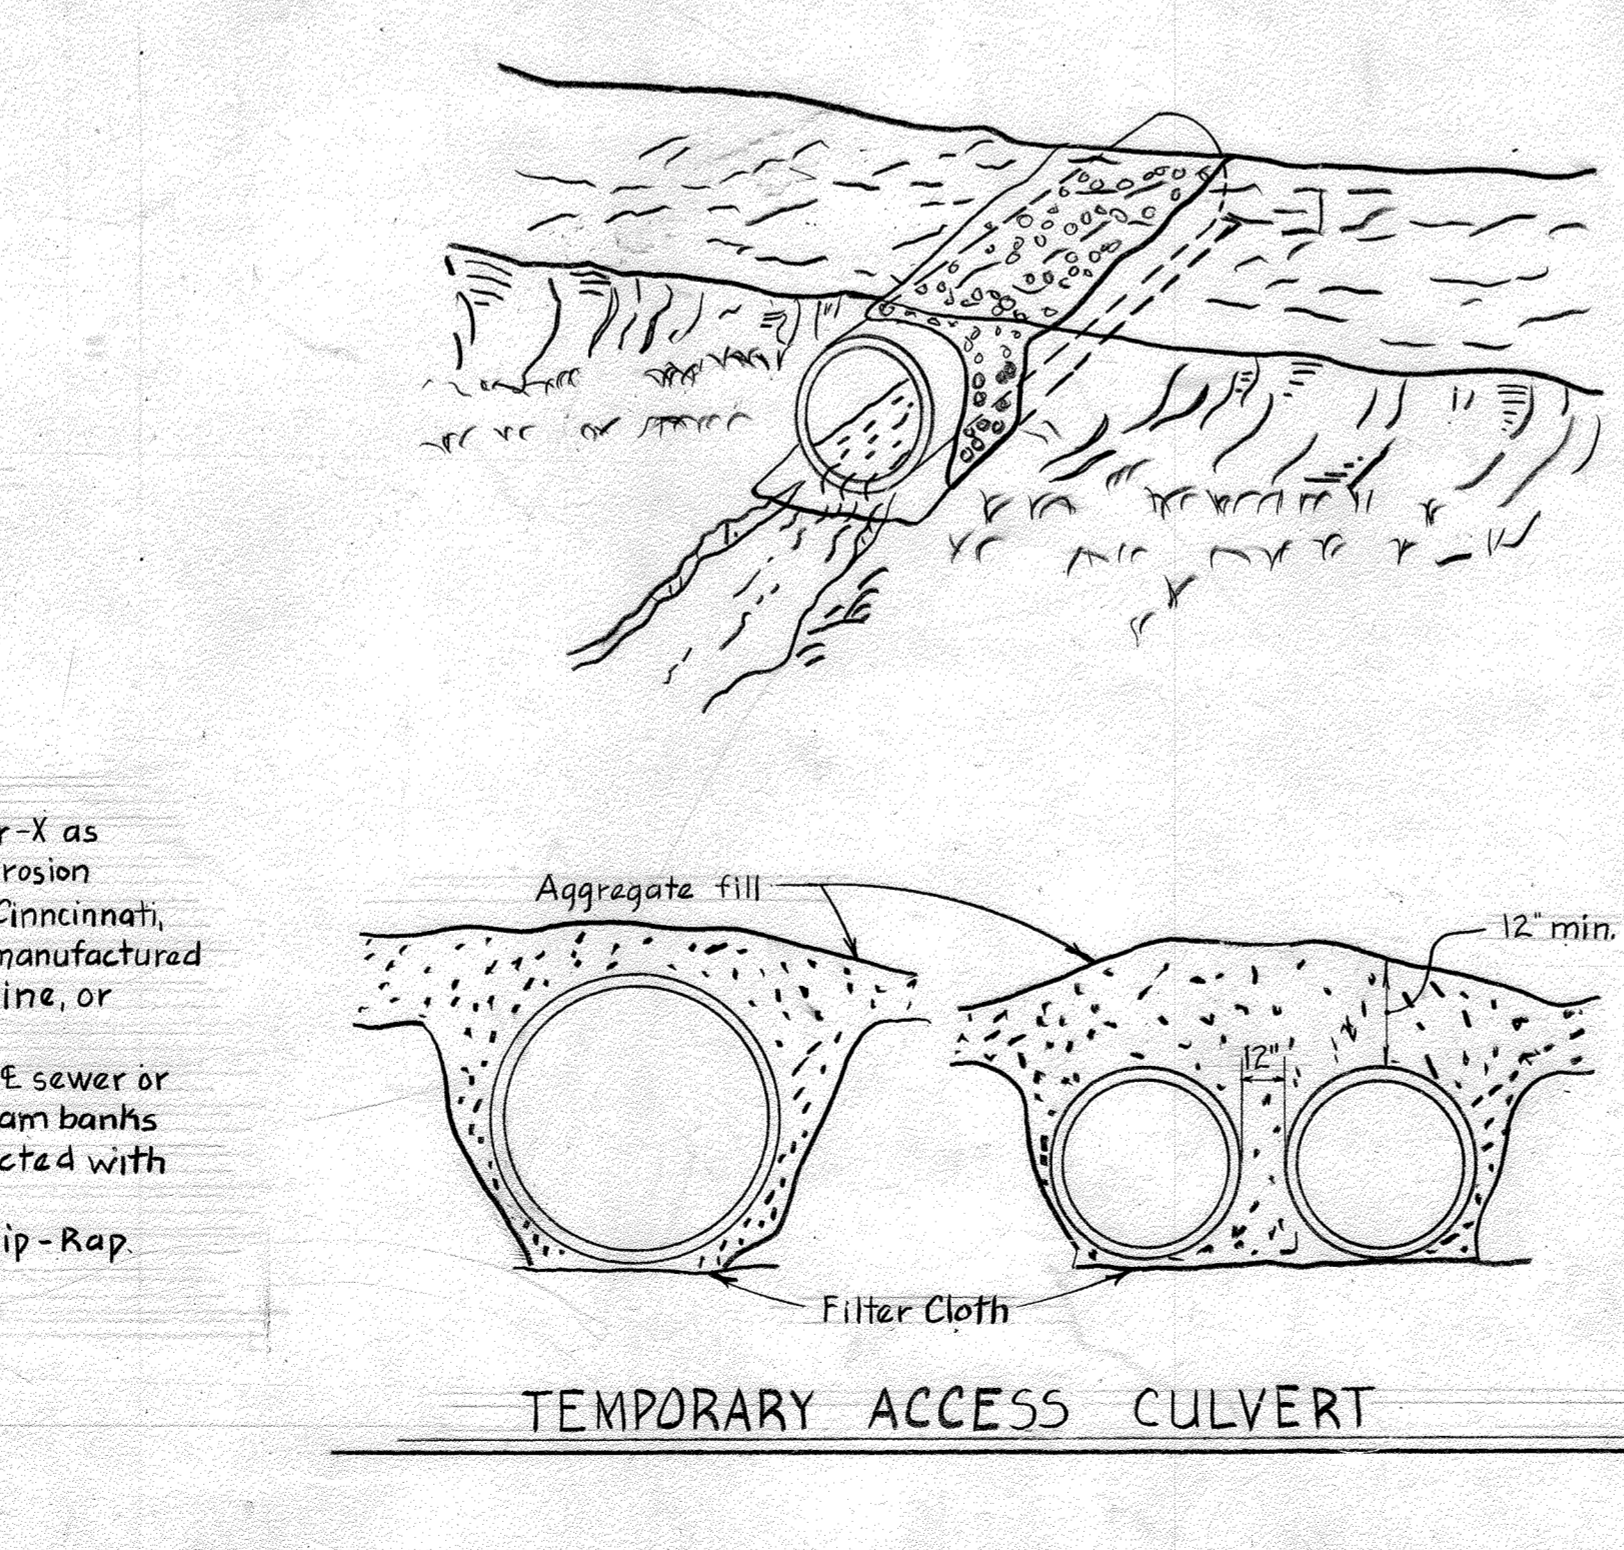 r-X as
rosion
Cinncinnati,
manufactured
ine, or
℄ sewer or
am banks
cted with
ip-Rap.
Aggregate fill
12" min.
12"
Filter Cloth
TEMPORARY ACCESS CULVERT